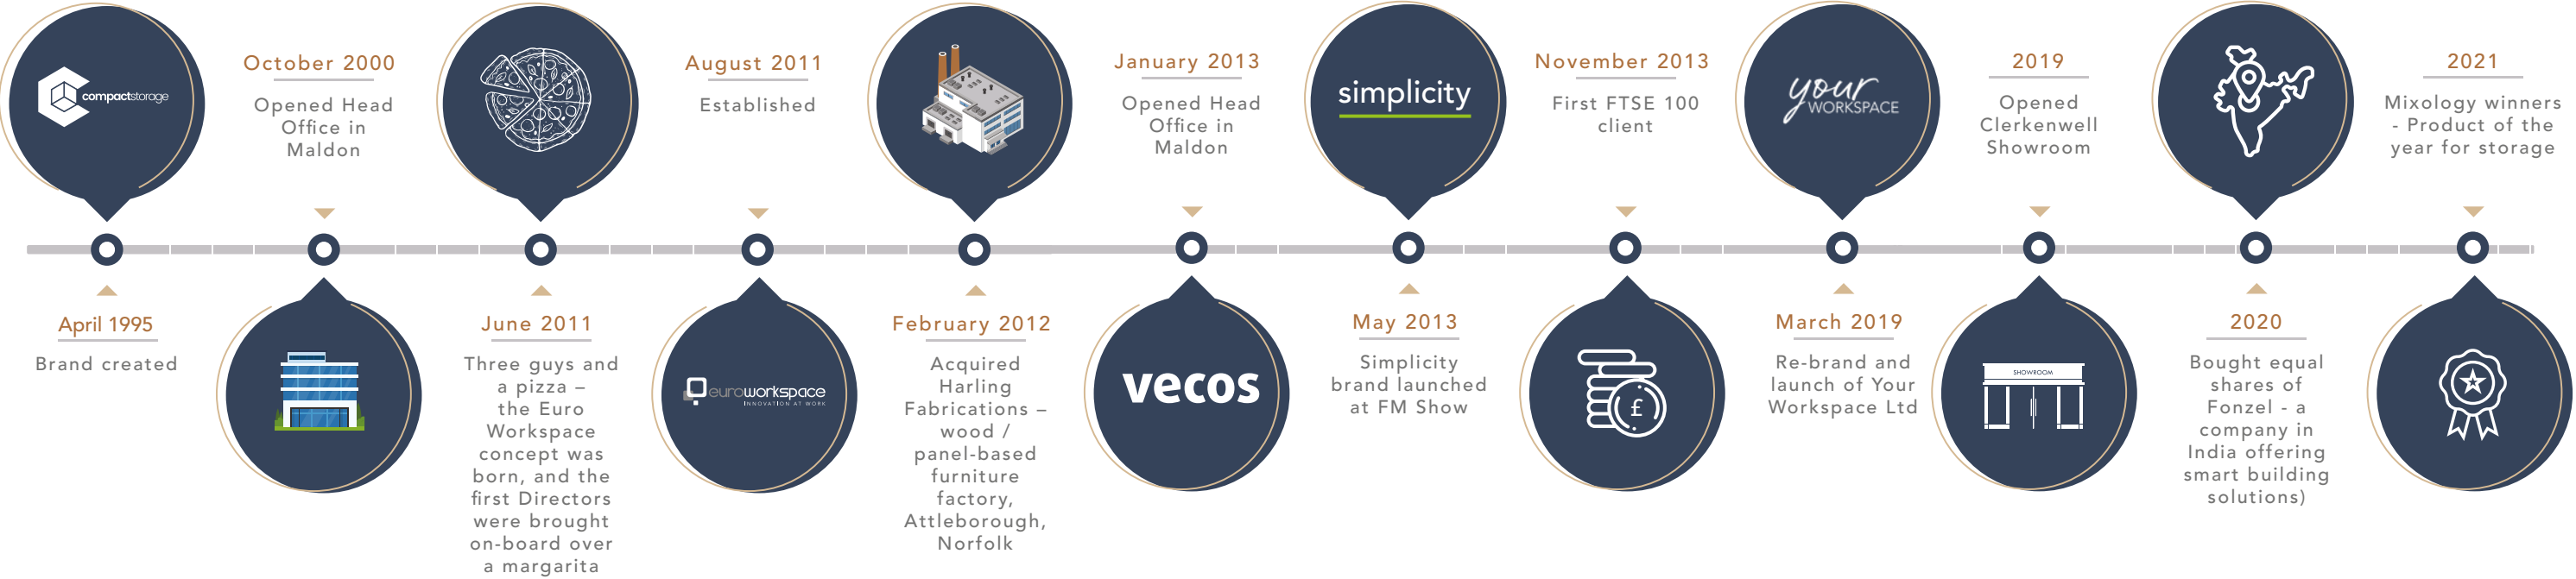 compactstorage
April 1995
Brand created
October 2000
Opened Head
Office in
Maldon
June 2011
Three guys and
a pizza –
the Euro
Workspace
concept was
born, and the
first Directors
were brought
on-board over
a margarita
August 2011
Established
euroworkspace
INNOVATION AT WORK
February 2012
Acquired
Harling
Fabrications –
wood /
panel-based
furniture
factory,
Attleborough,
Norfolk
January 2013
Opened Head
Office in
Maldon
vecos
simplicity
May 2013
Simplicity
brand launched
at FM Show
November 2013
First FTSE 100
client
£
your
WORKSPACE
March 2019
Re-brand and
launch of Your
Workspace Ltd
2019
Opened
Clerkenwell
Showroom
SHOWROOM
2020
Bought equal
shares of
Fonzel - a
company in
India offering
smart building
solutions)
2021
Mixology winners
- Product of the
year for storage